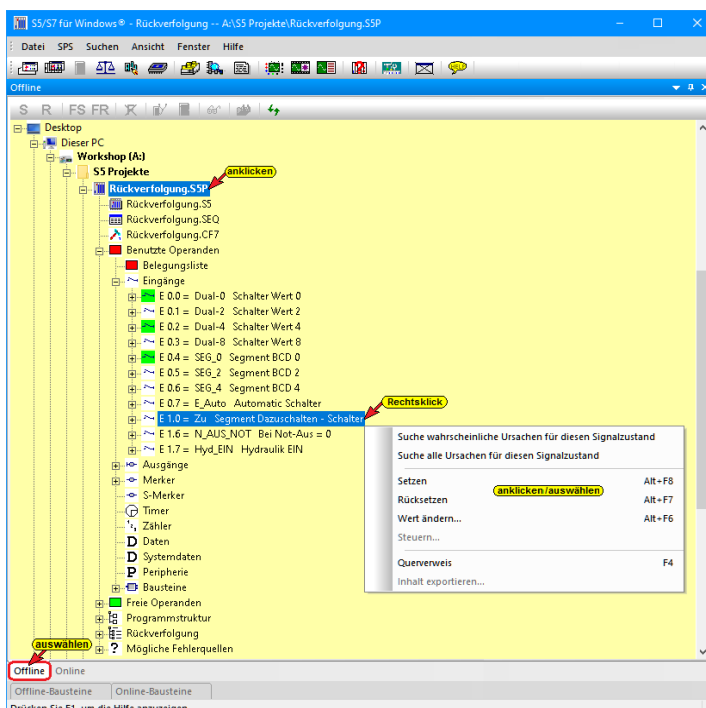 S5/S7 für Windows® - Rückverfolgung -- A:\S5 Projekte\Rückverfolgung.S5P
Datei SPS Suchen Ansicht Fenster Hilfe
Offline
S R FS FR
Desktop
Dieser PC
Workshop (A:)
S5 Projekte
anklicken
Rückverfolgung.S5P
Rückverfolgung.S5
Rückverfolgung.SEQ
Rückverfolgung.CF7
Benutzte Operanden
Belegungsliste
Eingänge
E 0.0 = Dual-0 Schalter Wert 0
E 0.1 = Dual-2 Schalter Wert 2
E 0.2 = Dual-4 Schalter Wert 4
E 0.3 = Dual-8 Schalter Wert 8
E 0.4 = SEG_0 Segment BCD 0
E 0.5 = SEG_2 Segment BCD 2
E 0.6 = SEG_4 Segment BCD 4
E 0.7 = E_Auto Automatic Schalter
Rechtsklick
E 1.0 = Zu Segment Dazuschalten - Schalter
E 1.6 = N_AUS_NOT Bei Not-Aus = 0
E 1.7 = Hyd_EIN Hydraulik EIN
Suche wahrscheinliche Ursachen für diesen Signalzustand
Suche alle Ursachen für diesen Signalzustand
Setzen Alt+F8
anklicken/auswählen
Rücksetzen Alt+F7
Wert ändern... Alt+F6
Steuern...
Querverweis F4
Inhalt exportieren...
Ausgänge
Merker
S-Merker
Timer
Zähler
D Daten
D Systemdaten
P Peripherie
Bausteine
Freie Operanden
Programmstruktur
Rückverfolgung
auswählen
? Mögliche Fehlerquellen
Offline Online
Offline-Bausteine Online-Bausteine
Drücken Sie F1, um die Hilfe anzuzeigen